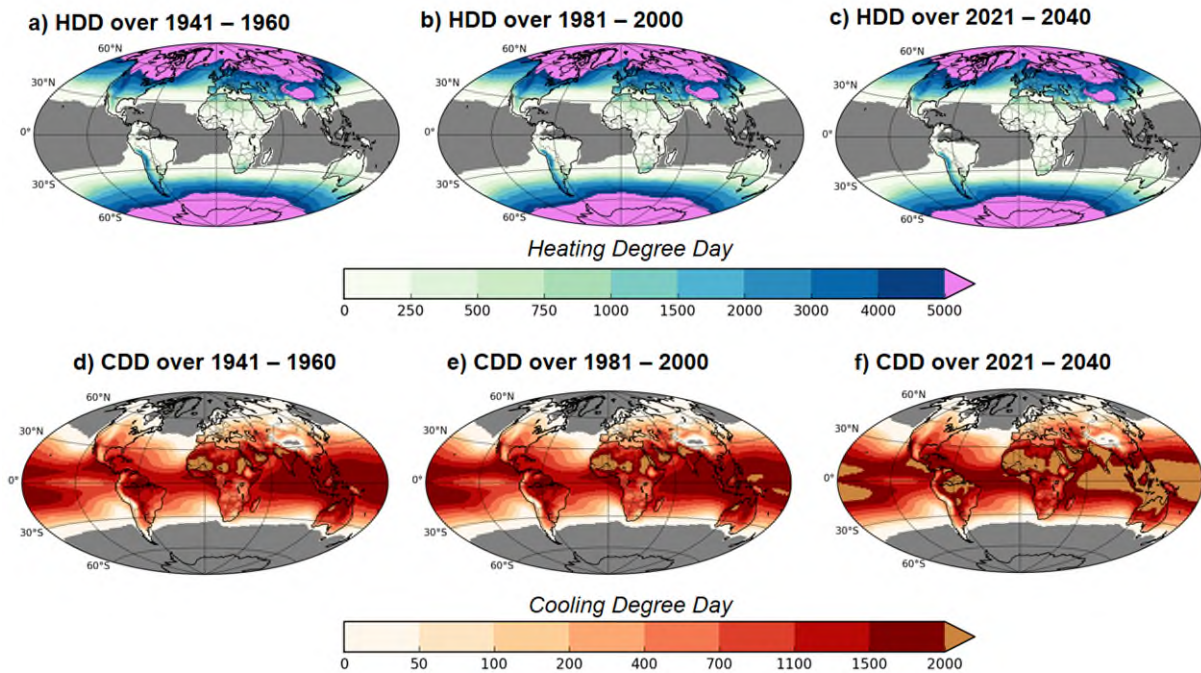 a) HDD over 1941 – 1960
b) HDD over 1981 – 2000
c) HDD over 2021 – 2040
60°N
30°N
0°
30°S
60°S
60°N
30°N
0°
30°S
60°S
60°N
30°N
0°
30°S
60°S
Heating Degree Day
0 250 500 750 1000 1500 2000 3000 4000 5000
d) CDD over 1941 – 1960
e) CDD over 1981 – 2000
f) CDD over 2021 – 2040
60°N
30°N
0°
30°S
60°S
60°N
30°N
0°
30°S
60°S
60°N
30°N
0°
30°S
60°S
Cooling Degree Day
0 50 100 200 400 700 1100 1500 2000